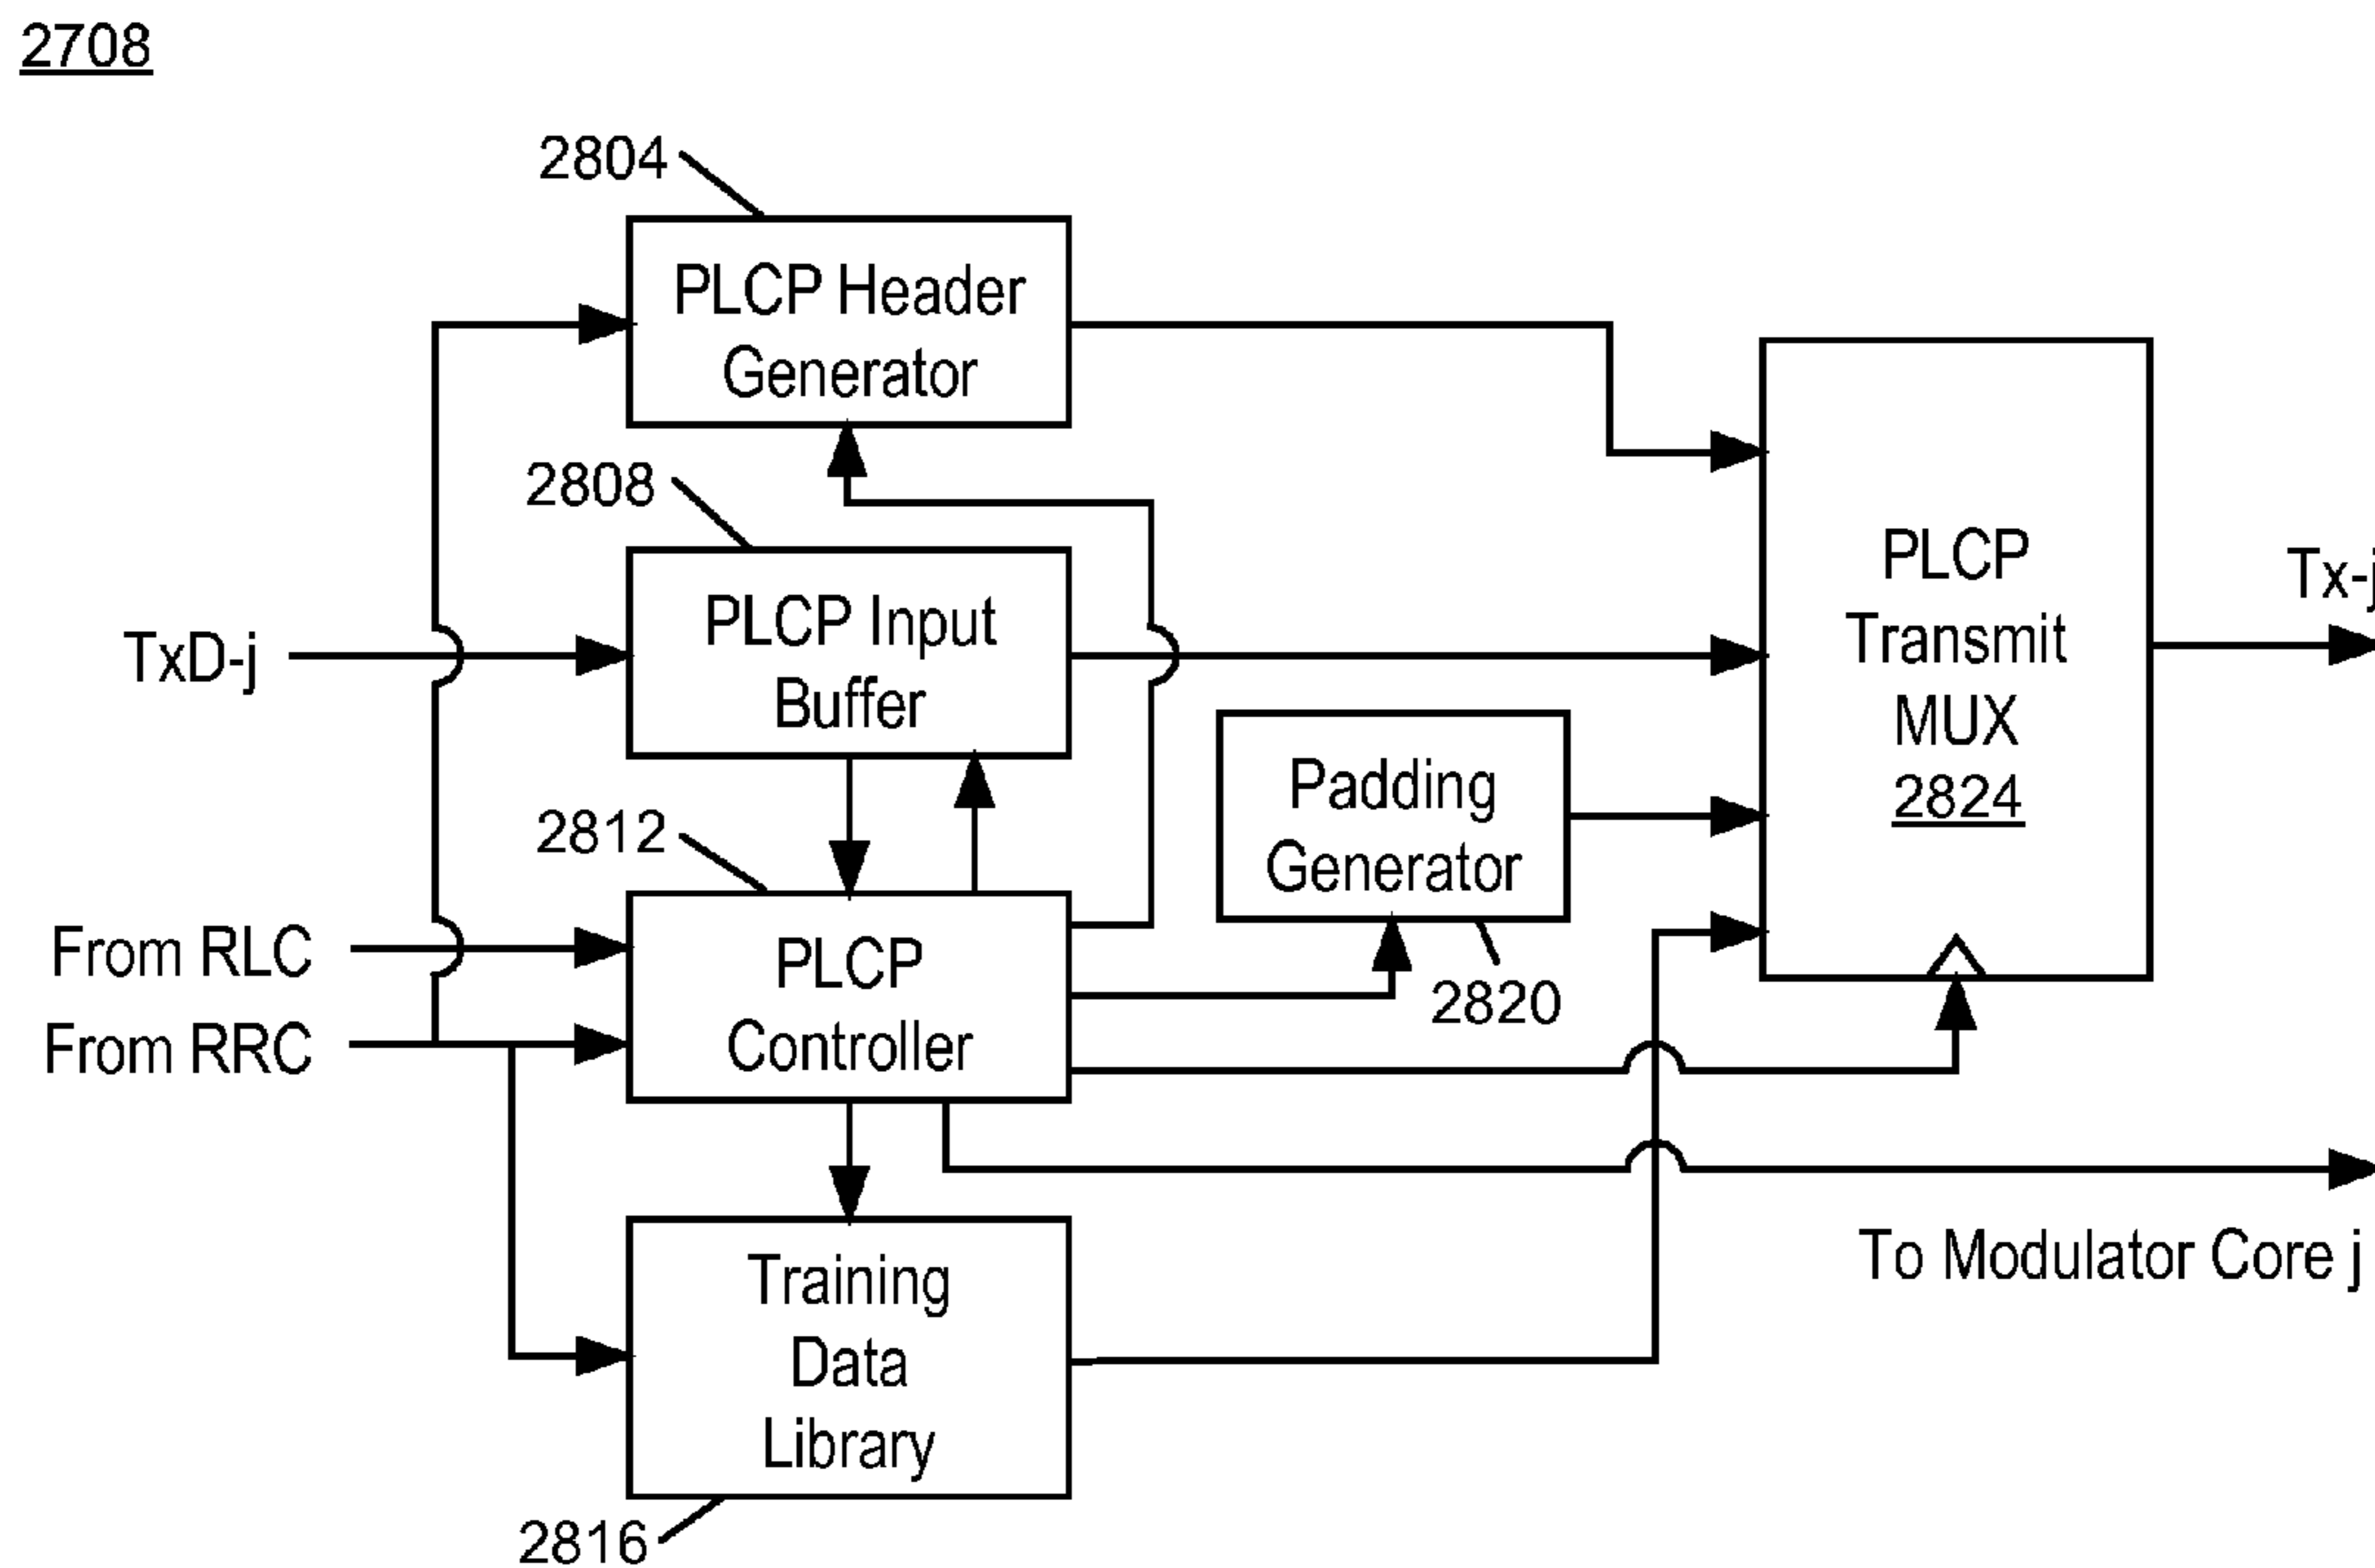 2708
2804
PLCP Header
Generator
2808
PLCP Input
Buffer
TxD-j
2812
PLCP
Controller
From RLC
From RRC
Training
Data
Library
2816
Padding
Generator
2820
PLCP
Transmit
MUX
2824
Tx-j
To Modulator Core j